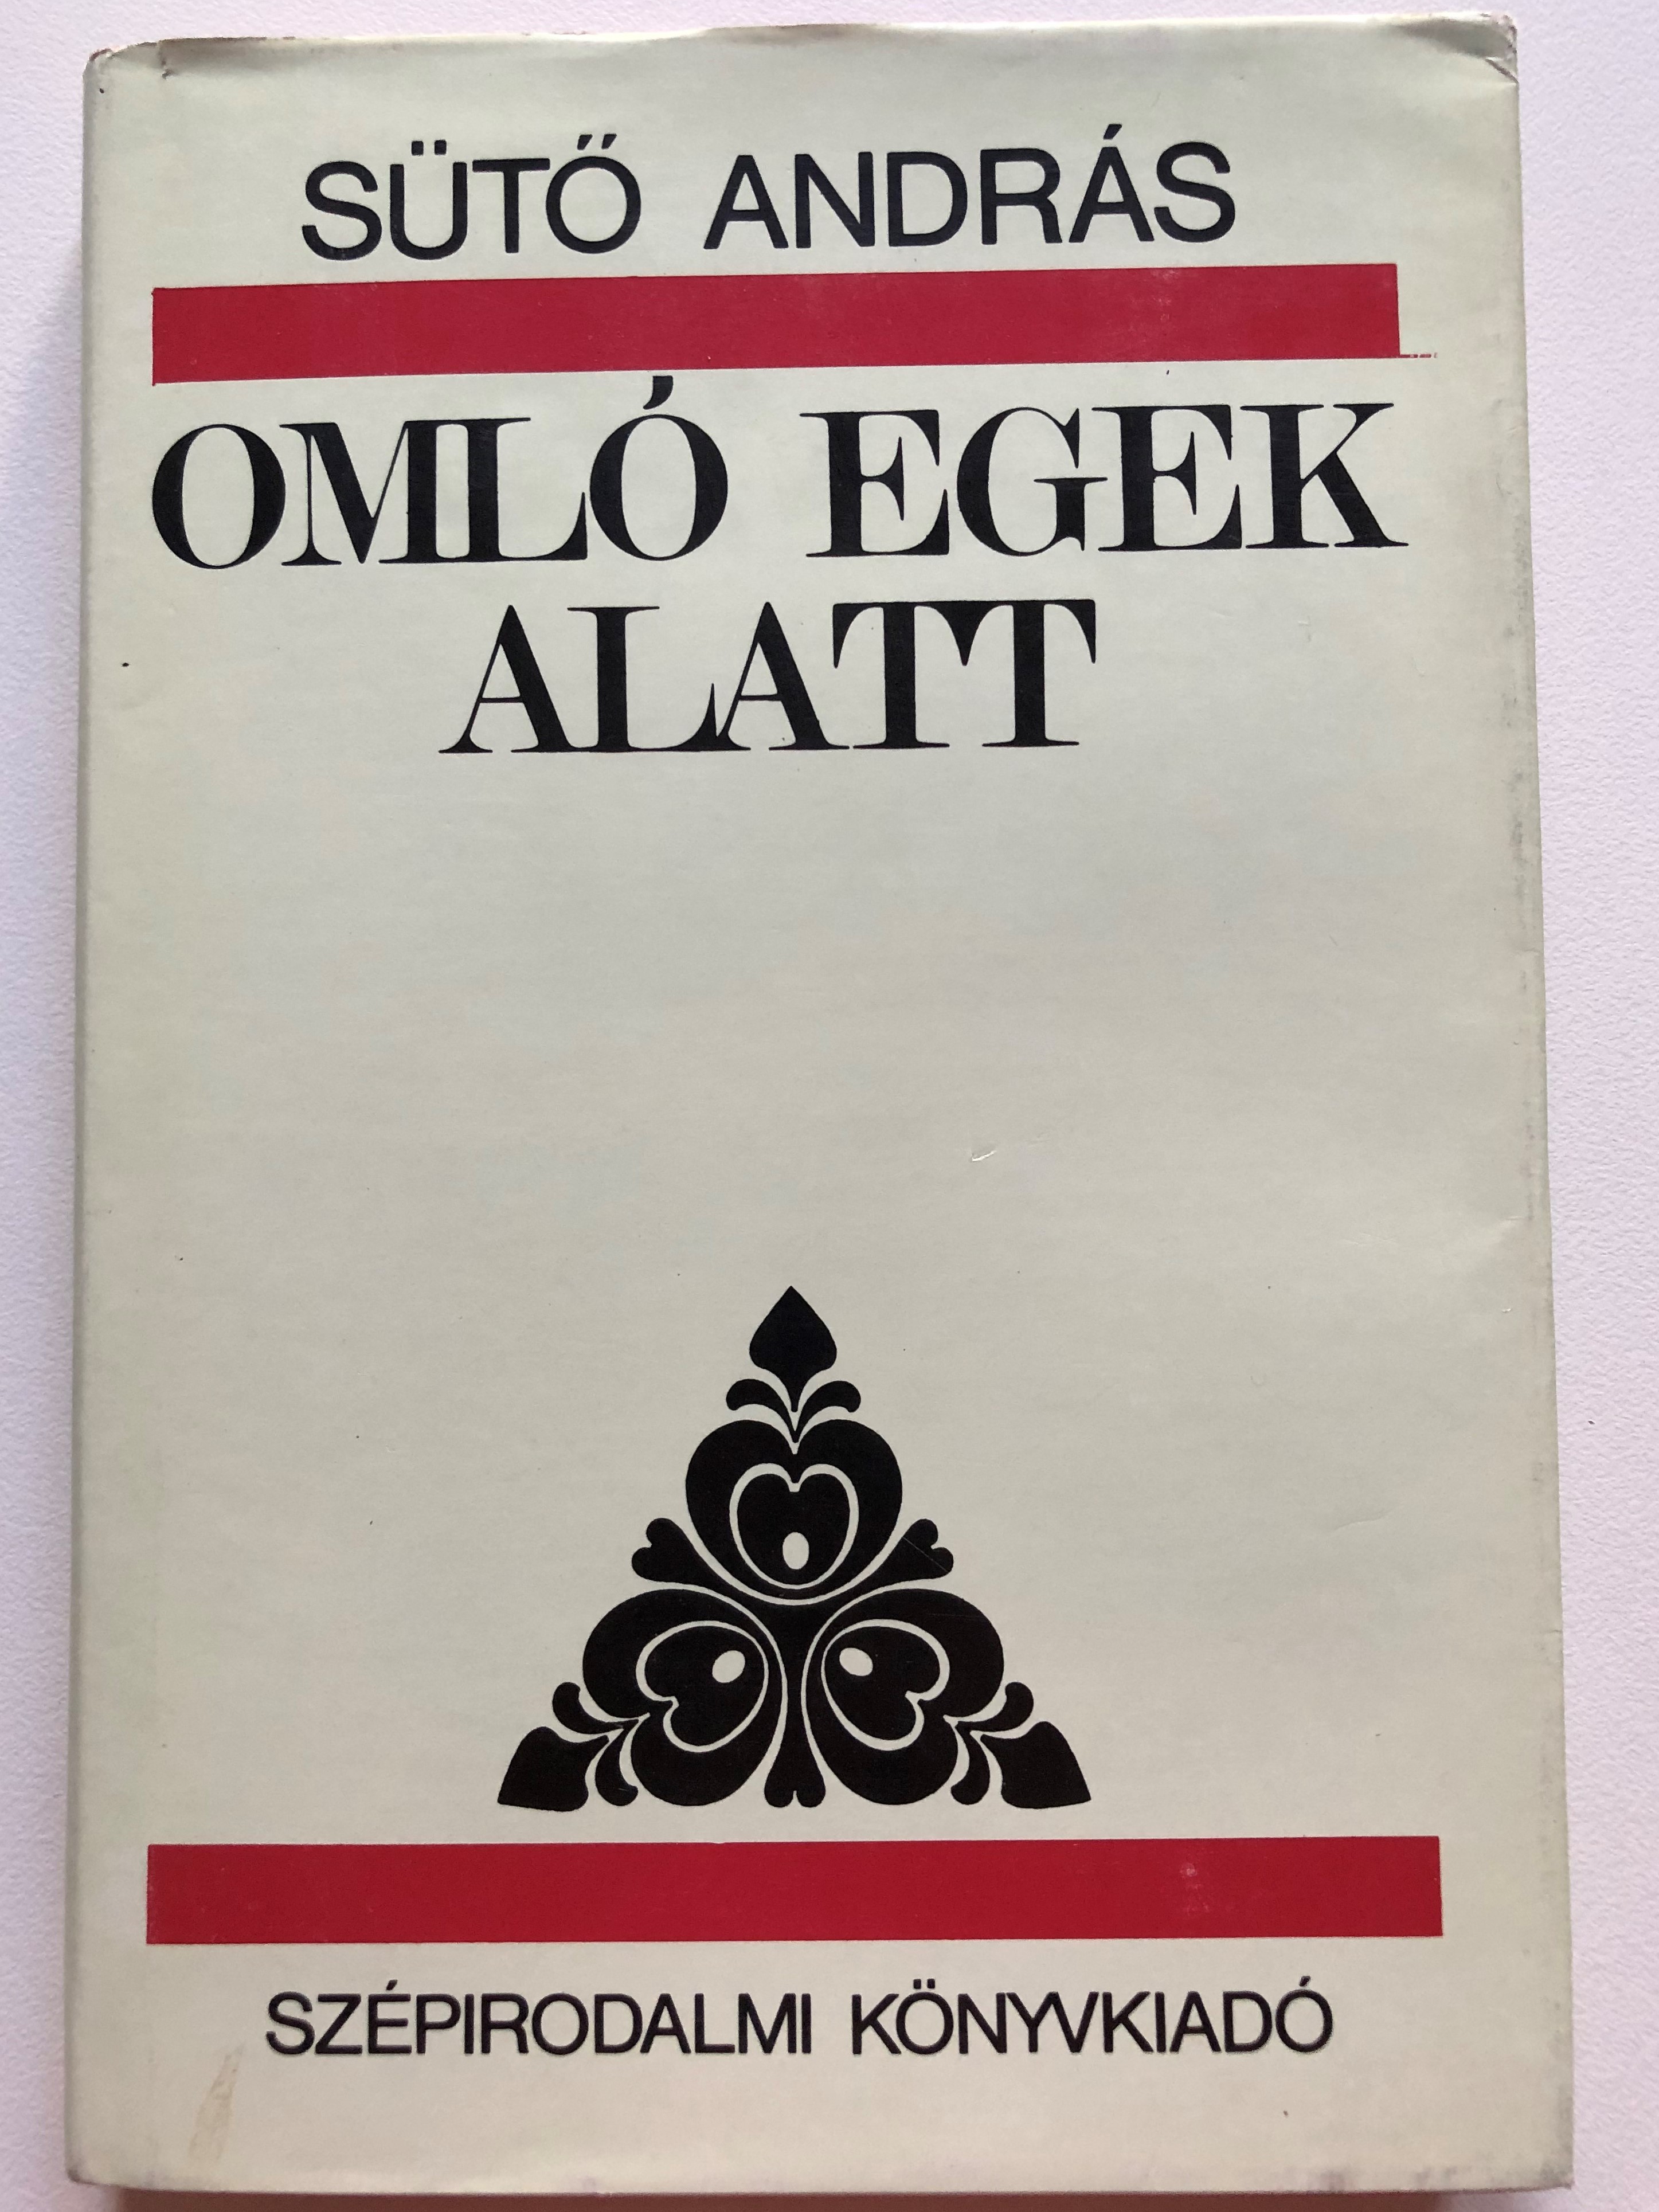 SÜTŐ ANDRÁS
OMLÓ EGEK
ALATT
SZÉPIRODALMI KÖNYVKIADÓ